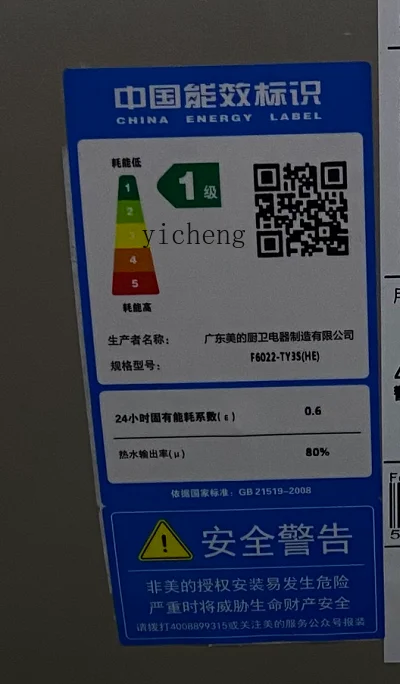 中国能效标识
CHINA ENERGY LABEL
耗能低
1
2
3
4
5
耗能高
1级
yicheng
生产者名称: 广东美的厨卫电器制造有限公司
规格型号: F6022-TY3S(HE)
24小时固有能耗系数(ε) 0.6
热水输出率(μ) 80%
依据国家标准: GB 21519-2008
安全警告
非美的授权安装易发生危险
严重时将威胁生命财产安全
请拨打4008899315或关注美的服务公众号报装